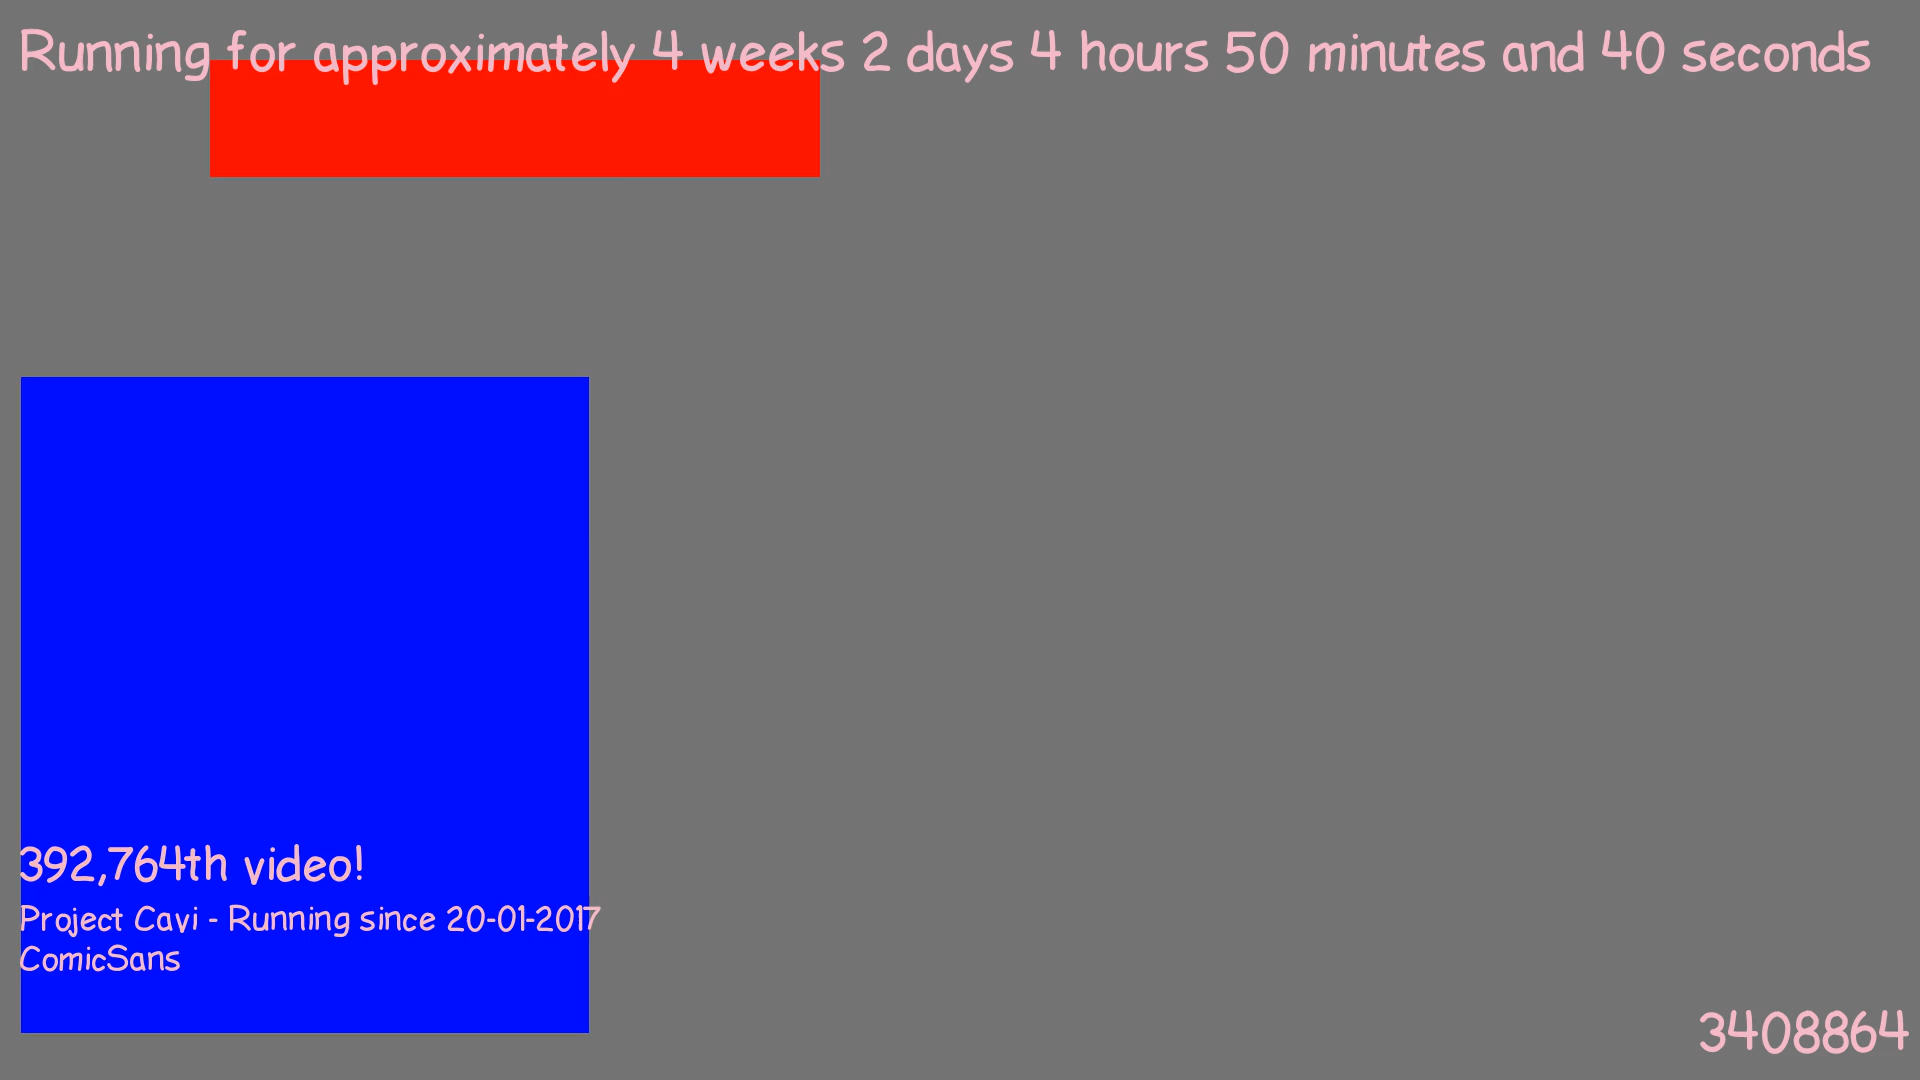 Running for approximately 4 weeks 2 days 4 hours 50 minutes and 40 seconds
392,764th video!
Project Cavi - Running since 20-01-2017
ComicSans
3408864